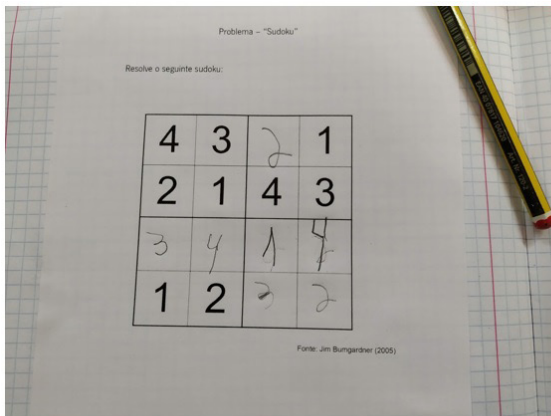 Problema – "Sudoku"
Resolve o seguinte sudoku:
4 3 2 1
2 1 4 3
3 4 1 4
1 2 3 2
Fonte: Jim Bumgardner (2005)